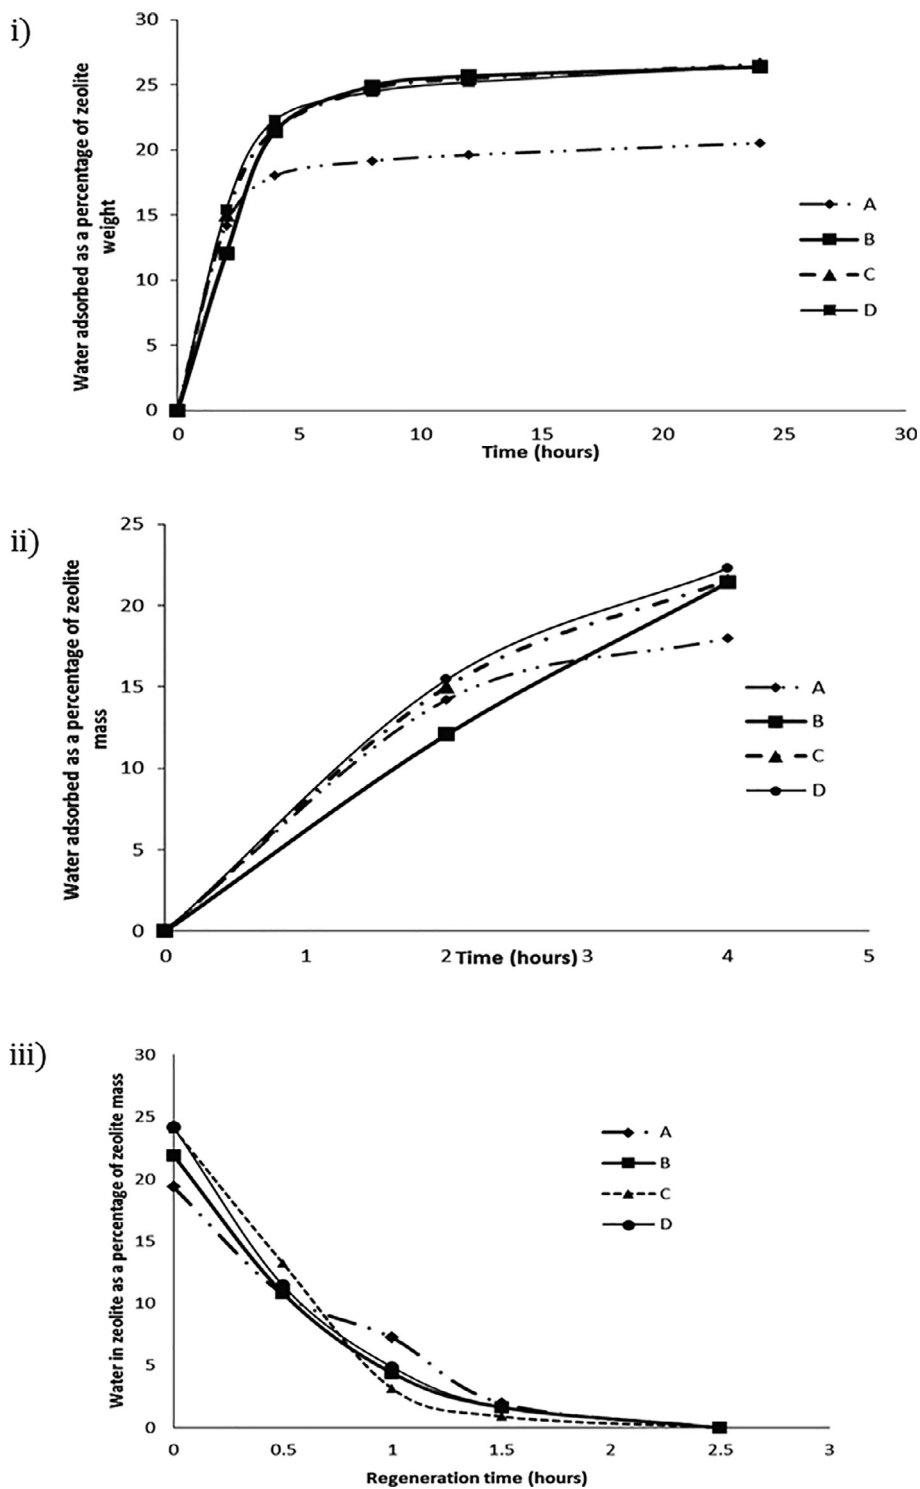 i)
30
25
20
15
10
5
0
Water adsorbed as a percentage of zeolite
weight
0 5 10 15 20 25 30
Time (hours)
A
B
C
D
ii)
25
20
15
10
5
0
Water adsorbed as a percentage of zeolite
mass
0 1 2 Time (hours) 3 4 5
A
B
C
D
iii)
30
25
20
15
10
5
0
Water in zeolite as a percentage of zeolite mass
0 0.5 1 1.5 2 2.5 3
Regeneration time (hours)
A
B
C
D